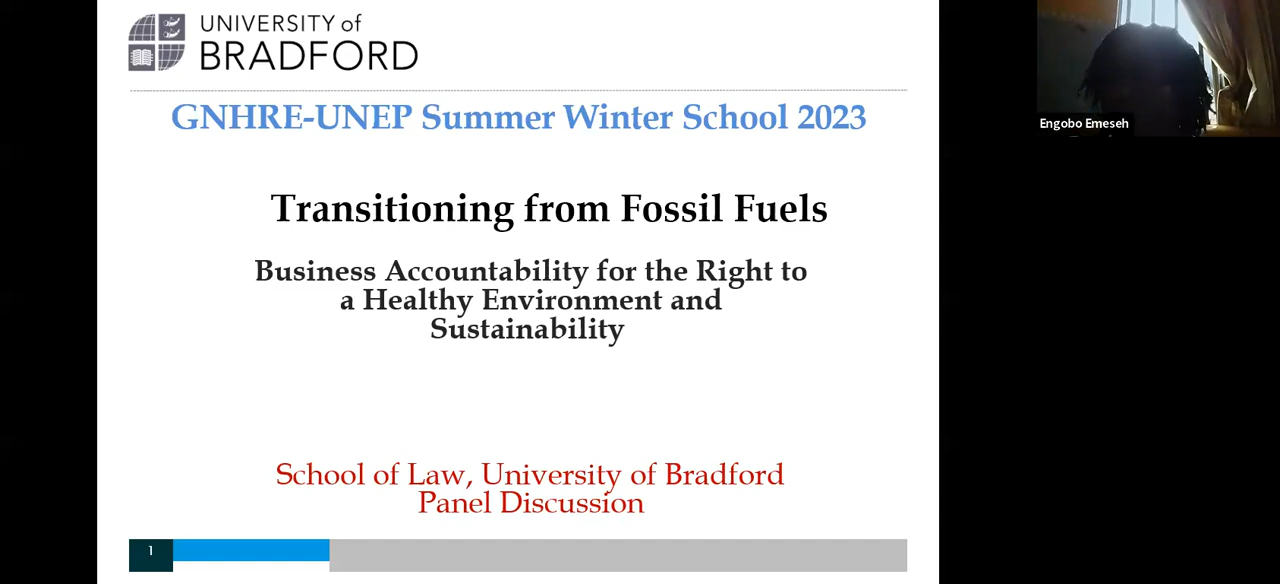 UNIVERSITY of
BRADFORD
GNHRE-UNEP Summer Winter School 2023
Transitioning from Fossil Fuels
Business Accountability for the Right to
a Healthy Environment and
Sustainability
School of Law, University of Bradford
Panel Discussion
1
Engobo Emeseh